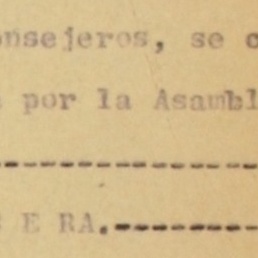 onsejeros, se c
por la Asambl
--------------------
E RA.----------